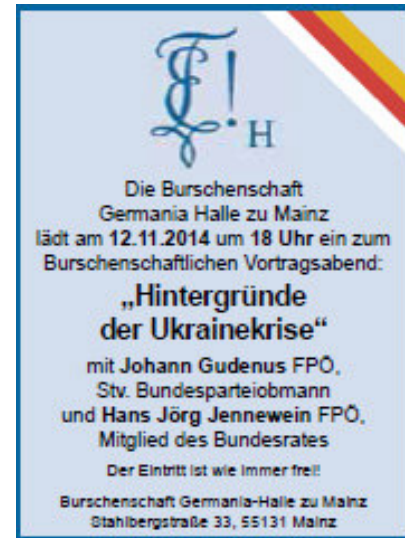 H
Die Burschenschaft
Germania Halle zu Mainz
lädt am 12.11.2014 um 18 Uhr ein zum
Burschenschaftlichen Vortragsabend:
„Hintergründe
der Ukrainekrise“
mit Johann Gudenus FPÖ,
Stv. Bundesparteiobmann
und Hans Jörg Jennewein FPÖ,
Mitglied des Bundesrates
Der Eintritt ist wie immer frei!
Burschenschaft Germania-Halle zu Mainz
Stahlbergstraße 33, 55131 Mainz